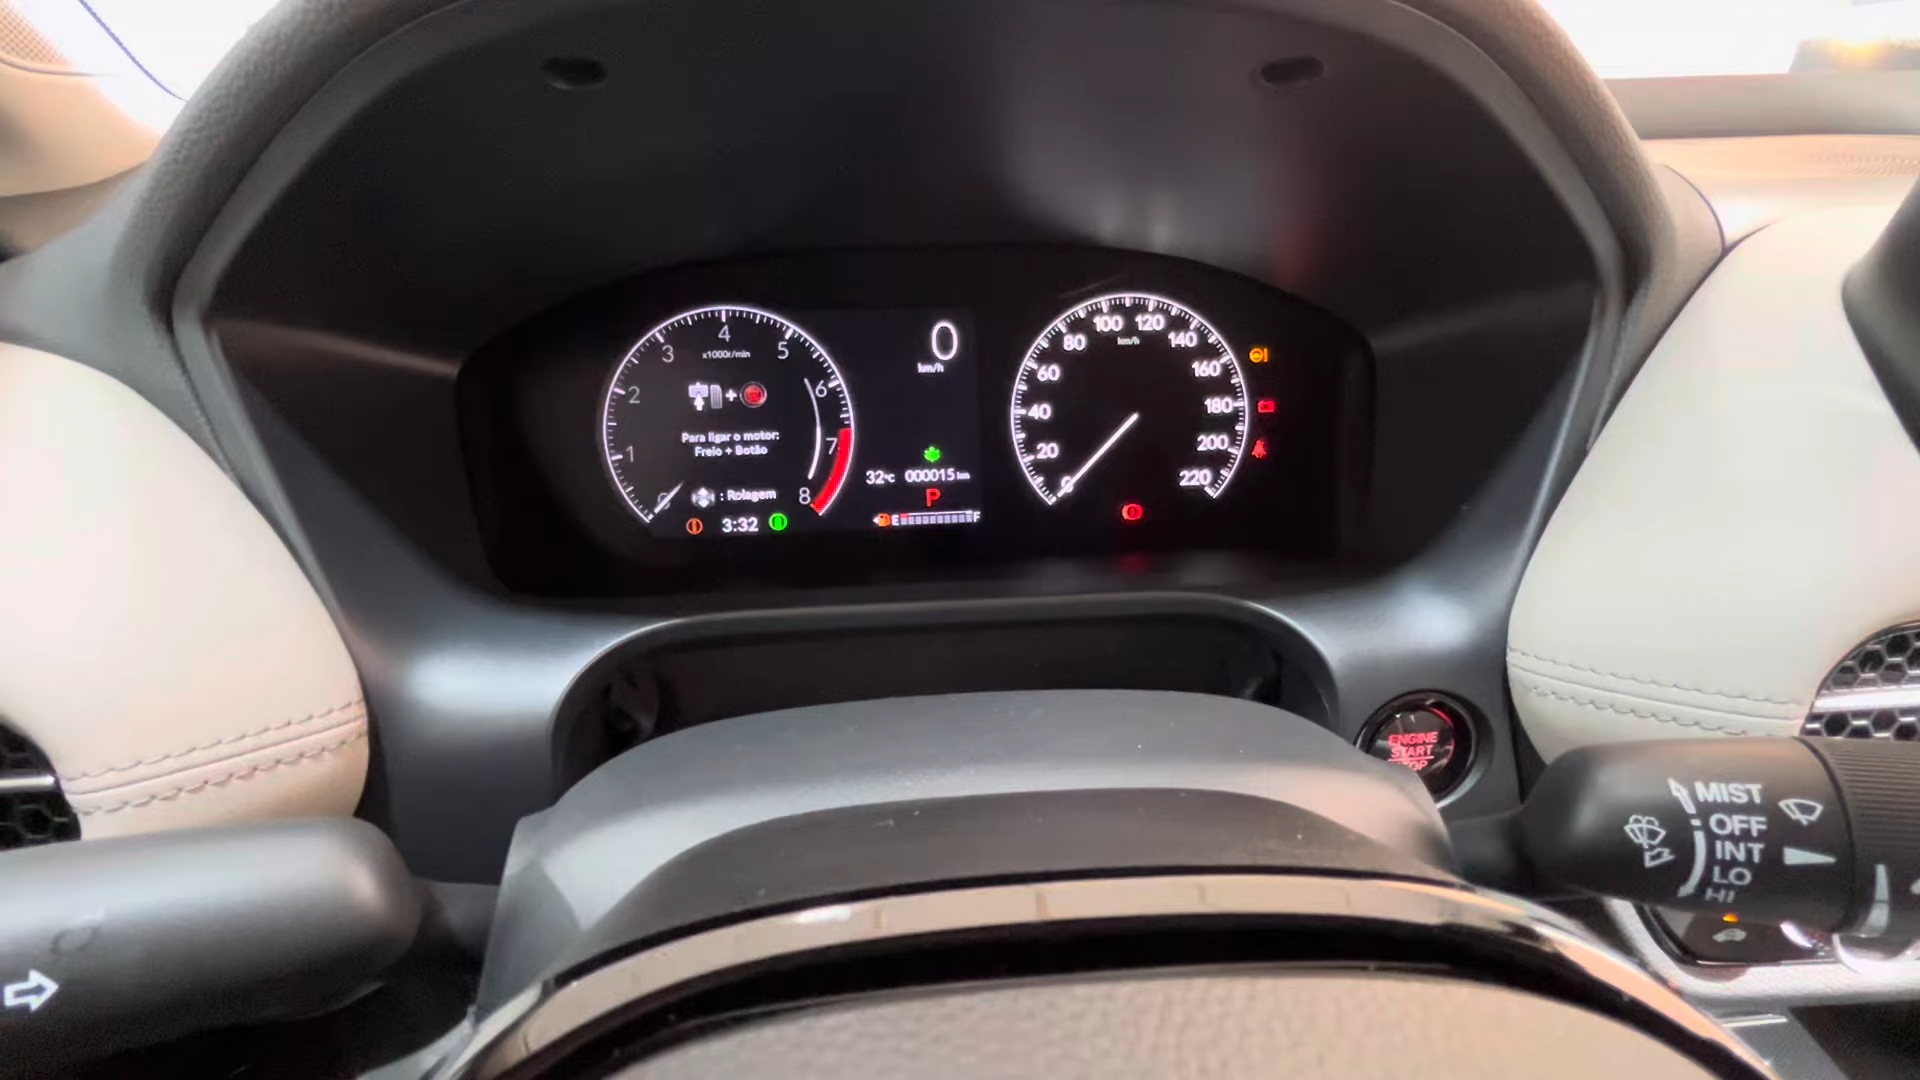 4
3
5
x1000r/min
2
6
Para ligar o motor:
Freio + Botão
1
7
: Rolagem
8
0
3:32
0
km/h
32°C 000015 km
P
E F
100 120
80 km/h 140
60 160
40 180
20 200
0 220
ENGINE
START
STOP
MIST
OFF
INT
LO
HI